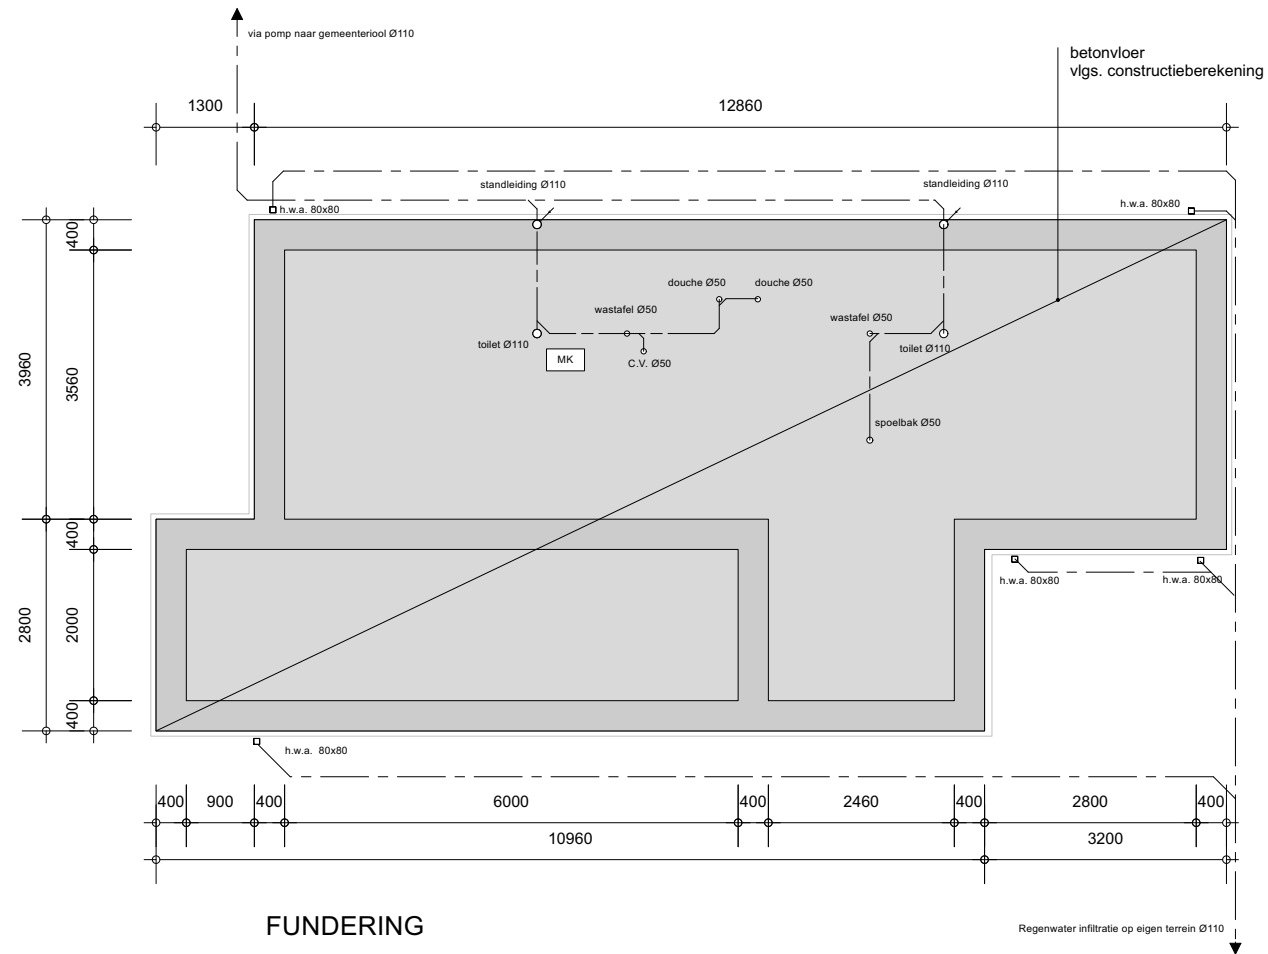 via pomp naar gemeenteriool Ø110
betonvloer
vlgs. constructieberekening
1300
12860
standleiding Ø110
standleiding Ø110
h.w.a. 80x80
h.w.a. 80x80
400
douche Ø50
douche Ø50
wastafel Ø50
wastafel Ø50
toilet Ø110
toilet Ø110
MK
C.V. Ø50
3960
3560
spoelbak Ø50
400
h.w.a. 80x80
h.w.a. 80x80
2800
2000
400
h.w.a. 80x80
400
900
400
6000
400
2460
400
2800
400
10960
3200
FUNDERING
Regenwater infiltratie op eigen terrein Ø110